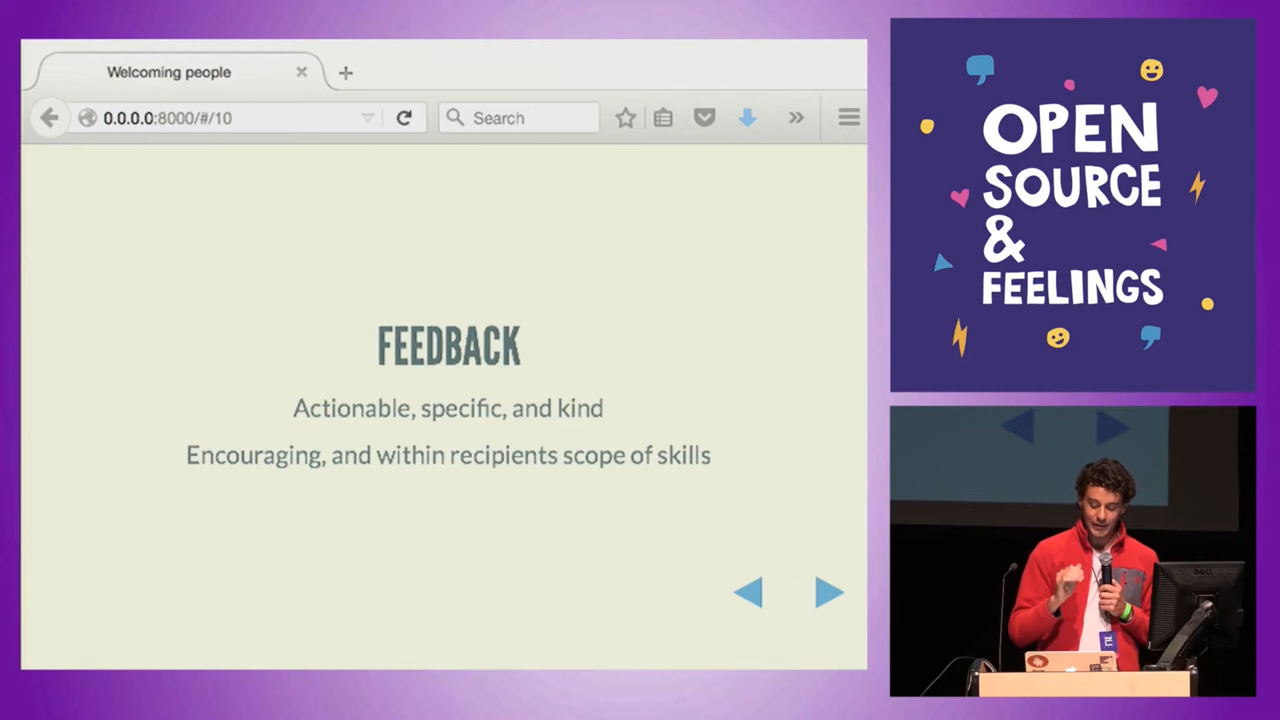 Welcoming people
0.0.0.0:8000/#/10
Search
FEEDBACK
Actionable, specific, and kind
Encouraging, and within recipients scope of skills
OPEN
SOURCE
&
FEELINGS
DELL